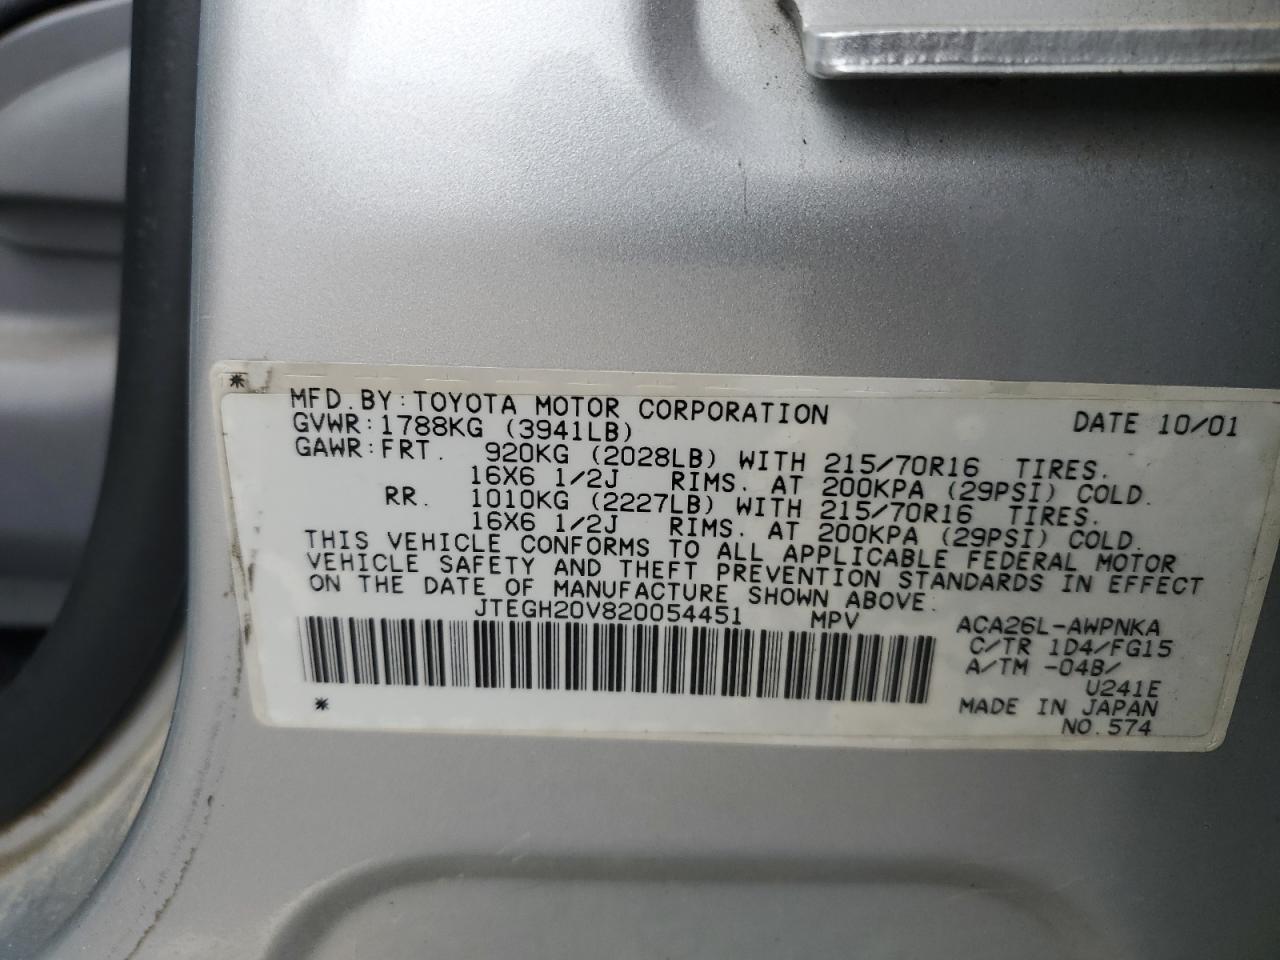 MFD. BY: TOYOTA MOTOR CORPORATION DATE 10/01
GVWR: 1788KG (3941LB)
GAWR: FRT. 920KG (2028LB) WITH 215/70R16 TIRES.
16X6 1/2J RIMS. AT 200KPA (29PSI) COLD.
RR. 1010KG (2227LB) WITH 215/70R16 TIRES.
16X6 1/2J RIMS. AT 200KPA (29PSI) COLD.
THIS VEHICLE CONFORMS TO ALL APPLICABLE FEDERAL MOTOR
VEHICLE SAFETY AND THEFT PREVENTION STANDARDS IN EFFECT
ON THE DATE OF MANUFACTURE SHOWN ABOVE.
JTEGH20V820054451 MPV
ACA26L-AWPNKA
C/TR 1D4/FG15
A/TM -04B/
U241E
MADE IN JAPAN
NO. 574